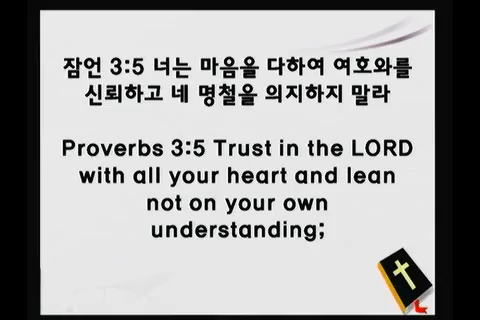 잠언 3:5 너는 마음을 다하여 여호와를
신뢰하고 네 명철을 의지하지 말라
Proverbs 3:5 Trust in the LORD
with all your heart and lean
not on your own
understanding;